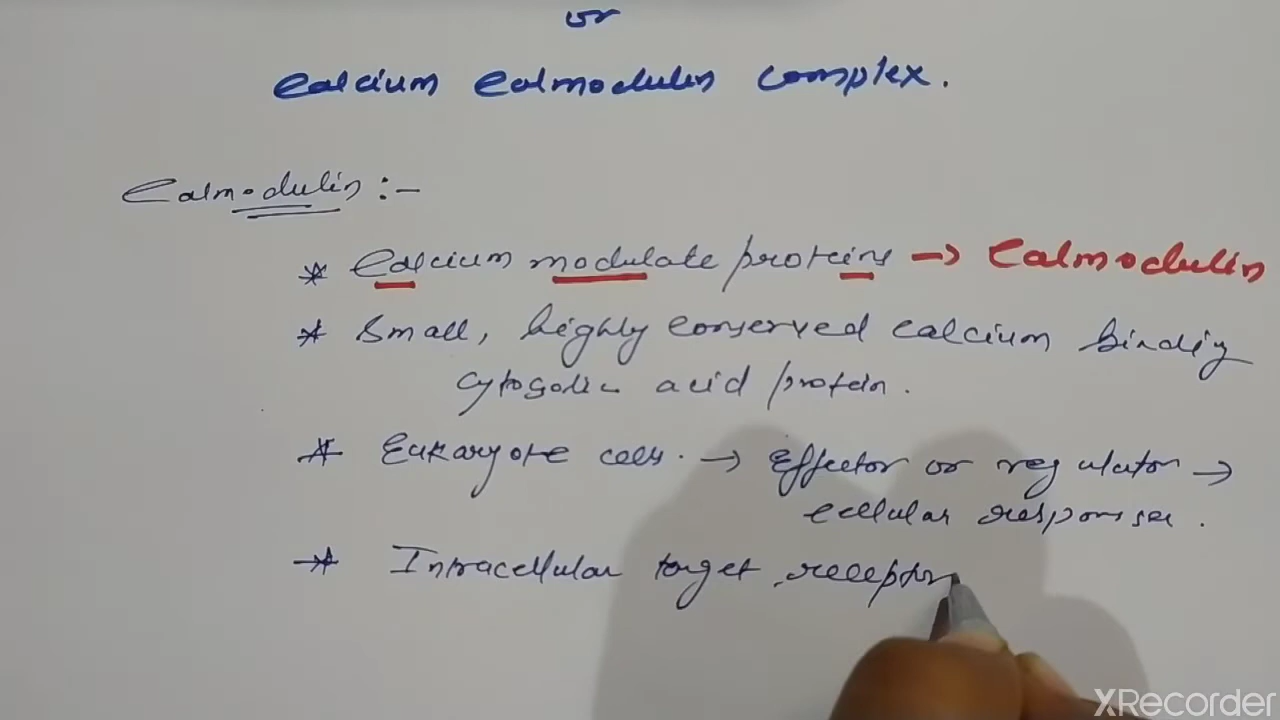 or
Calcium Calmodulin complex.
Calmodulin :-
* Calcium modulate proteins → Calmodulin
* Small, highly conserved calcium binding
cytosolic acid protein.
* Eukaryote cells. → Effector or regulator →
cellular responses.
* Intracellular target receptor
XRecorder